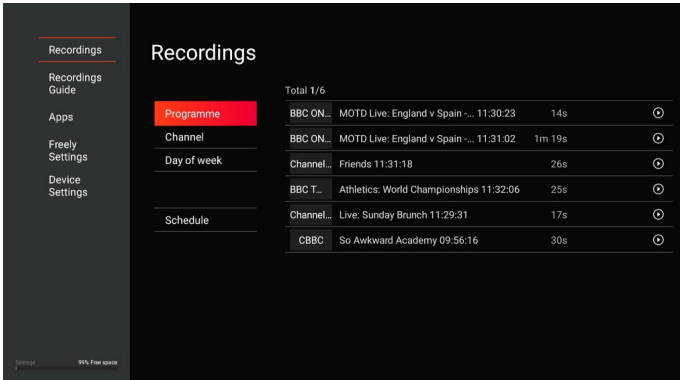 Recordings
Recordings
Guide
Apps
Freely
Settings
Device
Settings
Storage
99% Free space
Recordings
Total 1/6
Programme
Channel
Day of week
Schedule
BBC ON... MOTD Live: England v Spain -... 11:30:23 14s
BBC ON... MOTD Live: England v Spain -... 11:31:02 1m 19s
Channel... Friends 11:31:18 26s
BBC T... Athletics: World Championships 11:32:06 25s
Channel... Live: Sunday Brunch 11:29:31 17s
CBBC So Awkward Academy 09:56:16 30s